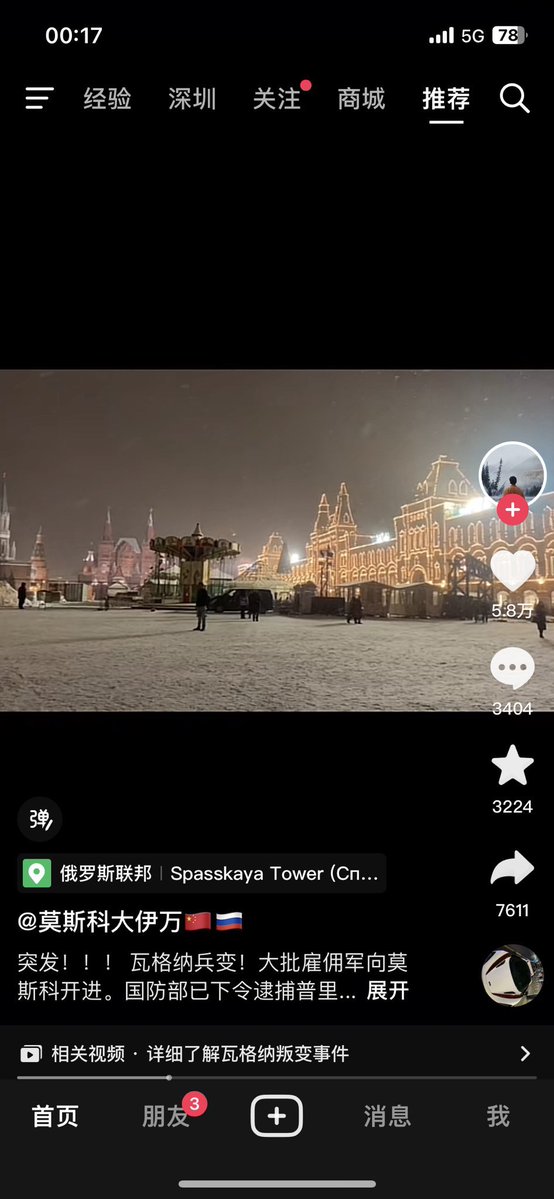 00:17
5G 78
经验 深圳 关注 商城 推荐
5.8万
3404
3224
7611
弹
俄罗斯联邦 Spasskaya Tower (Сп...
@莫斯科大伊万🇨🇳🇷🇺
突发！！！ 瓦格纳兵变！大批雇佣军向莫
斯科开进。国防部已下令逮捕普里... 展开
相关视频 · 详细了解瓦格纳叛变事件
首页 朋友 3 消息 我